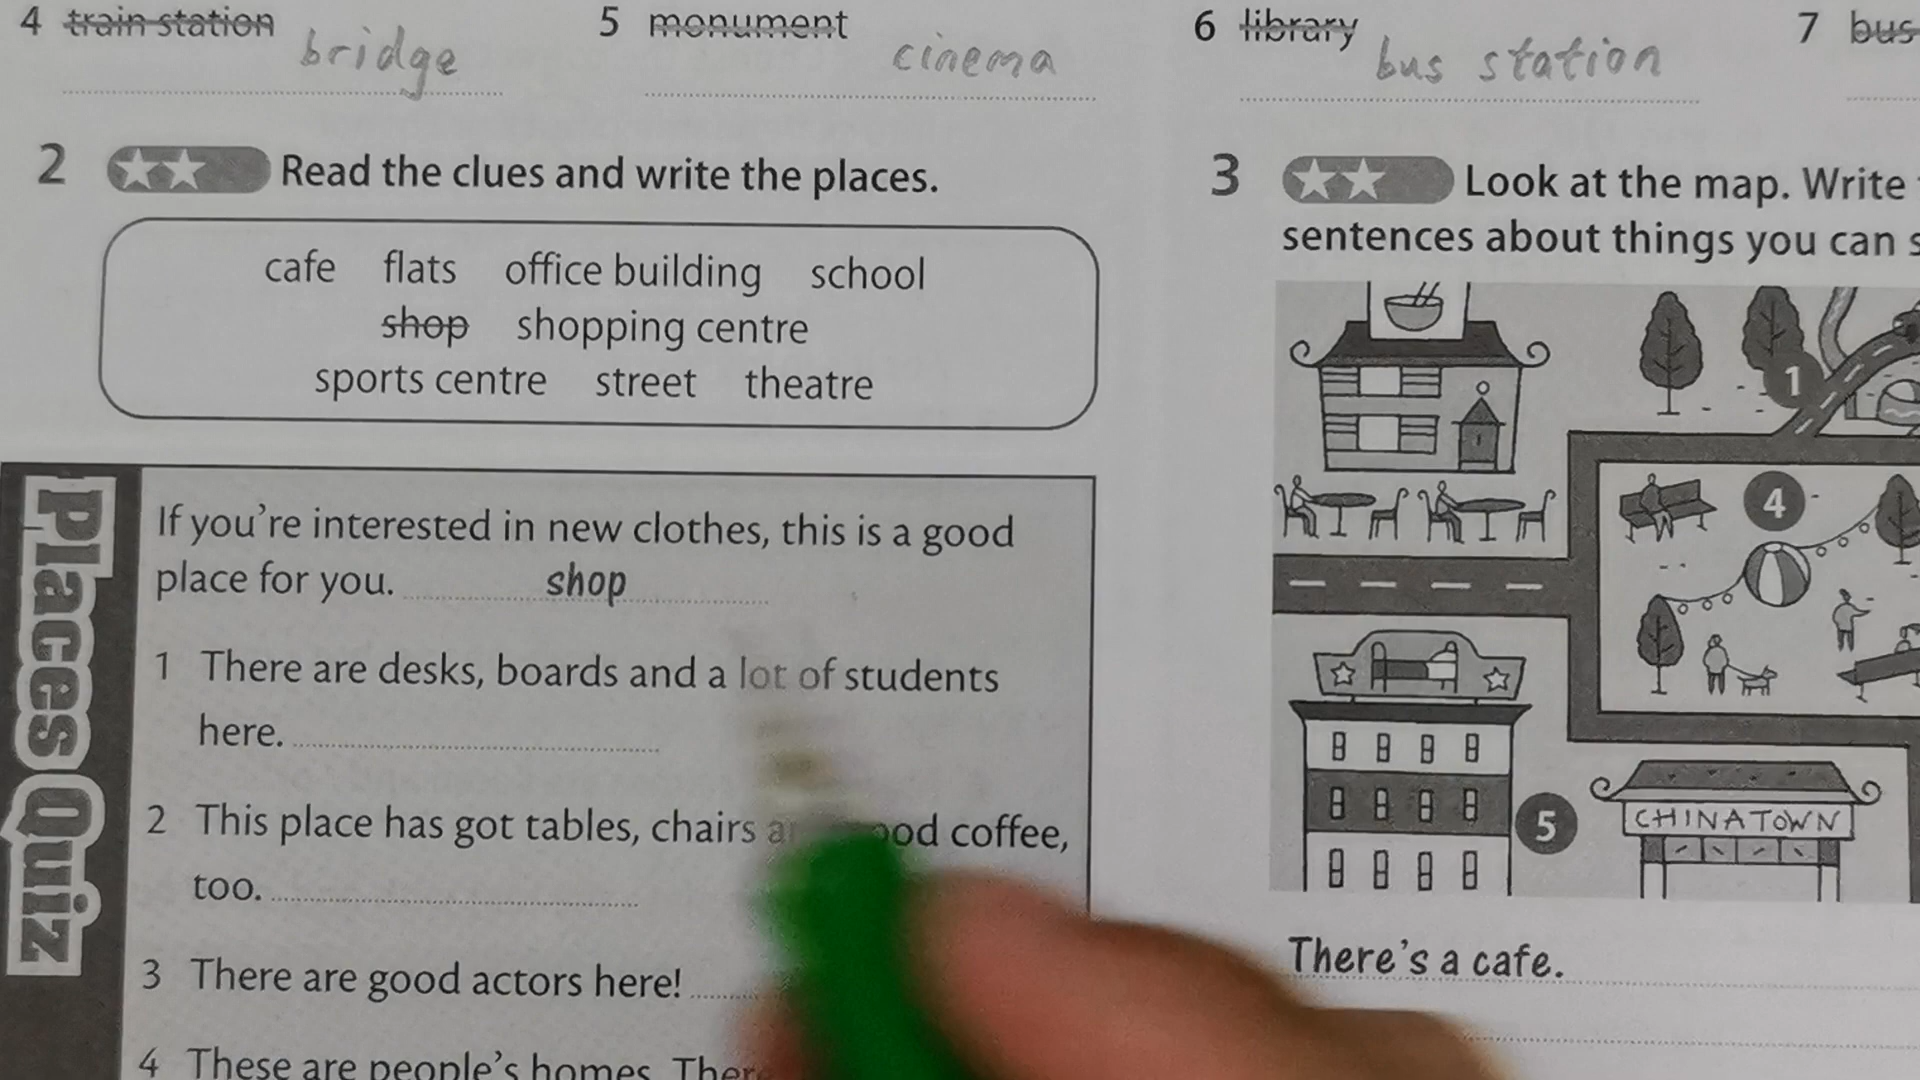 4 train station
bridge
5 monument
cinema
6 library
bus station
7 bus
2 Read the clues and write the places.
cafe flats office building school
shop shopping centre
sports centre street theatre
Places Quiz
If you're interested in new clothes, this is a good
place for you. shop
1 There are desks, boards and a lot of students
here.
2 This place has got tables, chairs coffee,
too.
3 There are good actors here!
4 These are people's homes.
3 Look at the map. Write
sentences about things you can
1
4
5
CHINATOWN
There's a cafe.